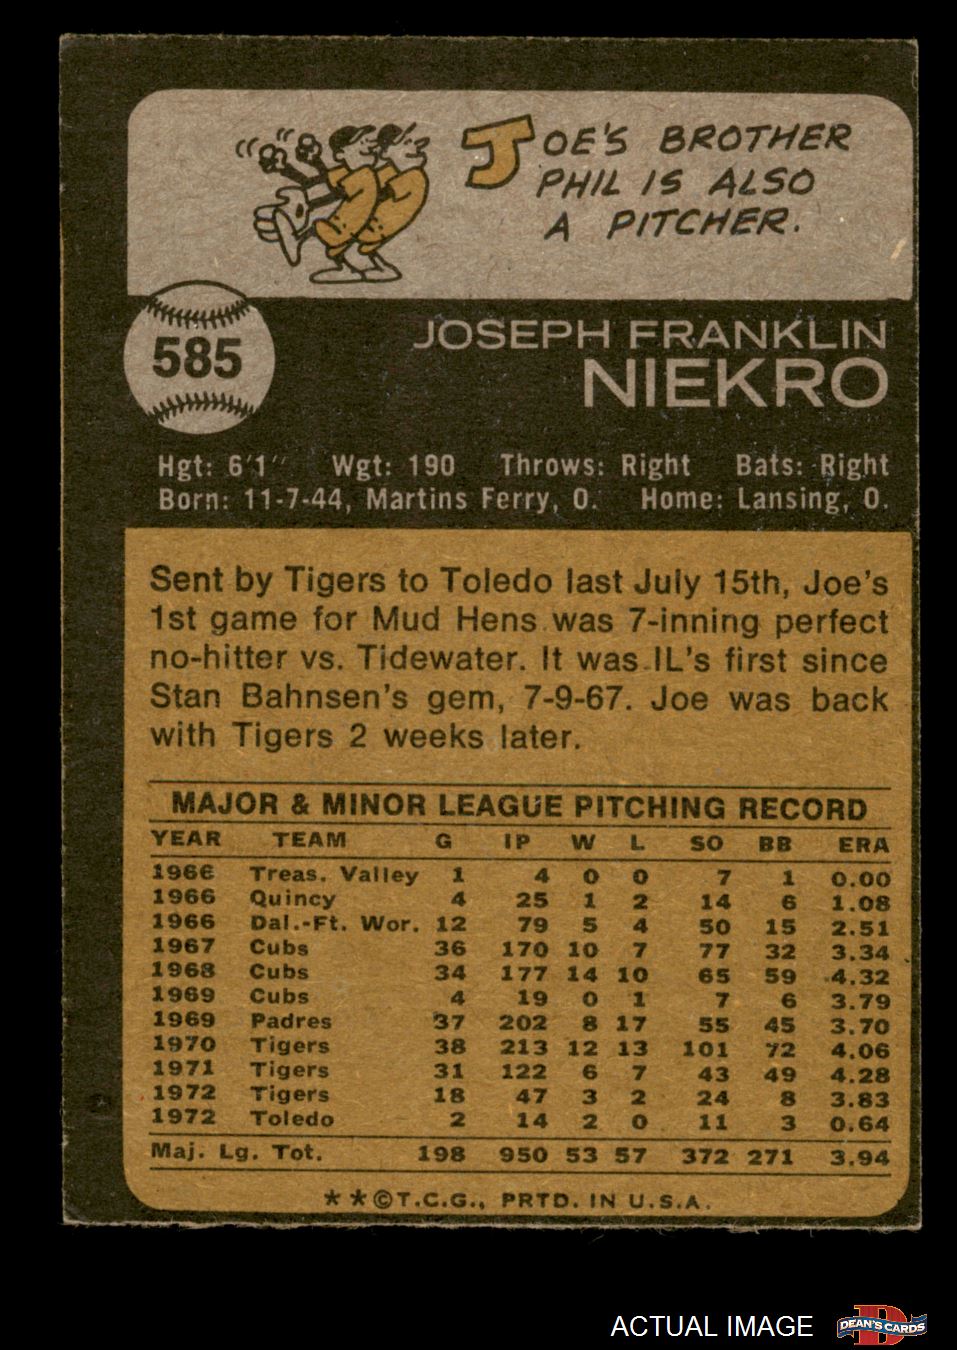 JOE'S BROTHER
PHIL IS ALSO
A PITCHER.
585
JOSEPH FRANKLIN
NIEKRO
Hgt: 6'1" Wgt: 190 Throws: Right Bats: Right
Born: 11-7-44, Martins Ferry, O. Home: Lansing, O.
Sent by Tigers to Toledo last July 15th, Joe's
1st game for Mud Hens was 7-inning perfect
no-hitter vs. Tidewater. It was IL's first since
Stan Bahnsen's gem, 7-9-67. Joe was back
with Tigers 2 weeks later.
MAJOR & MINOR LEAGUE PITCHING RECORD
YEAR TEAM G IP W L SO BB ERA
1966 Treas. Valley 1 4 0 0 7 1 0.00
1966 Quincy 4 25 1 2 14 6 1.08
1966 Dal.-Ft. Wor. 12 79 5 4 50 15 2.51
1967 Cubs 36 170 10 7 77 32 3.34
1968 Cubs 34 177 14 10 65 59 4.32
1969 Cubs 4 19 0 1 7 6 3.79
1969 Padres 37 202 8 17 55 45 3.70
1970 Tigers 38 213 12 13 101 72 4.06
1971 Tigers 31 122 6 7 43 49 4.28
1972 Tigers 18 47 3 2 24 8 3.83
1972 Toledo 2 14 2 0 11 3 0.64
Maj. Lg. Tot. 198 950 53 57 372 271 3.94
**©T.C.G., PRTD. IN U.S.A.
ACTUAL IMAGE
D
DEAN'S CARDS